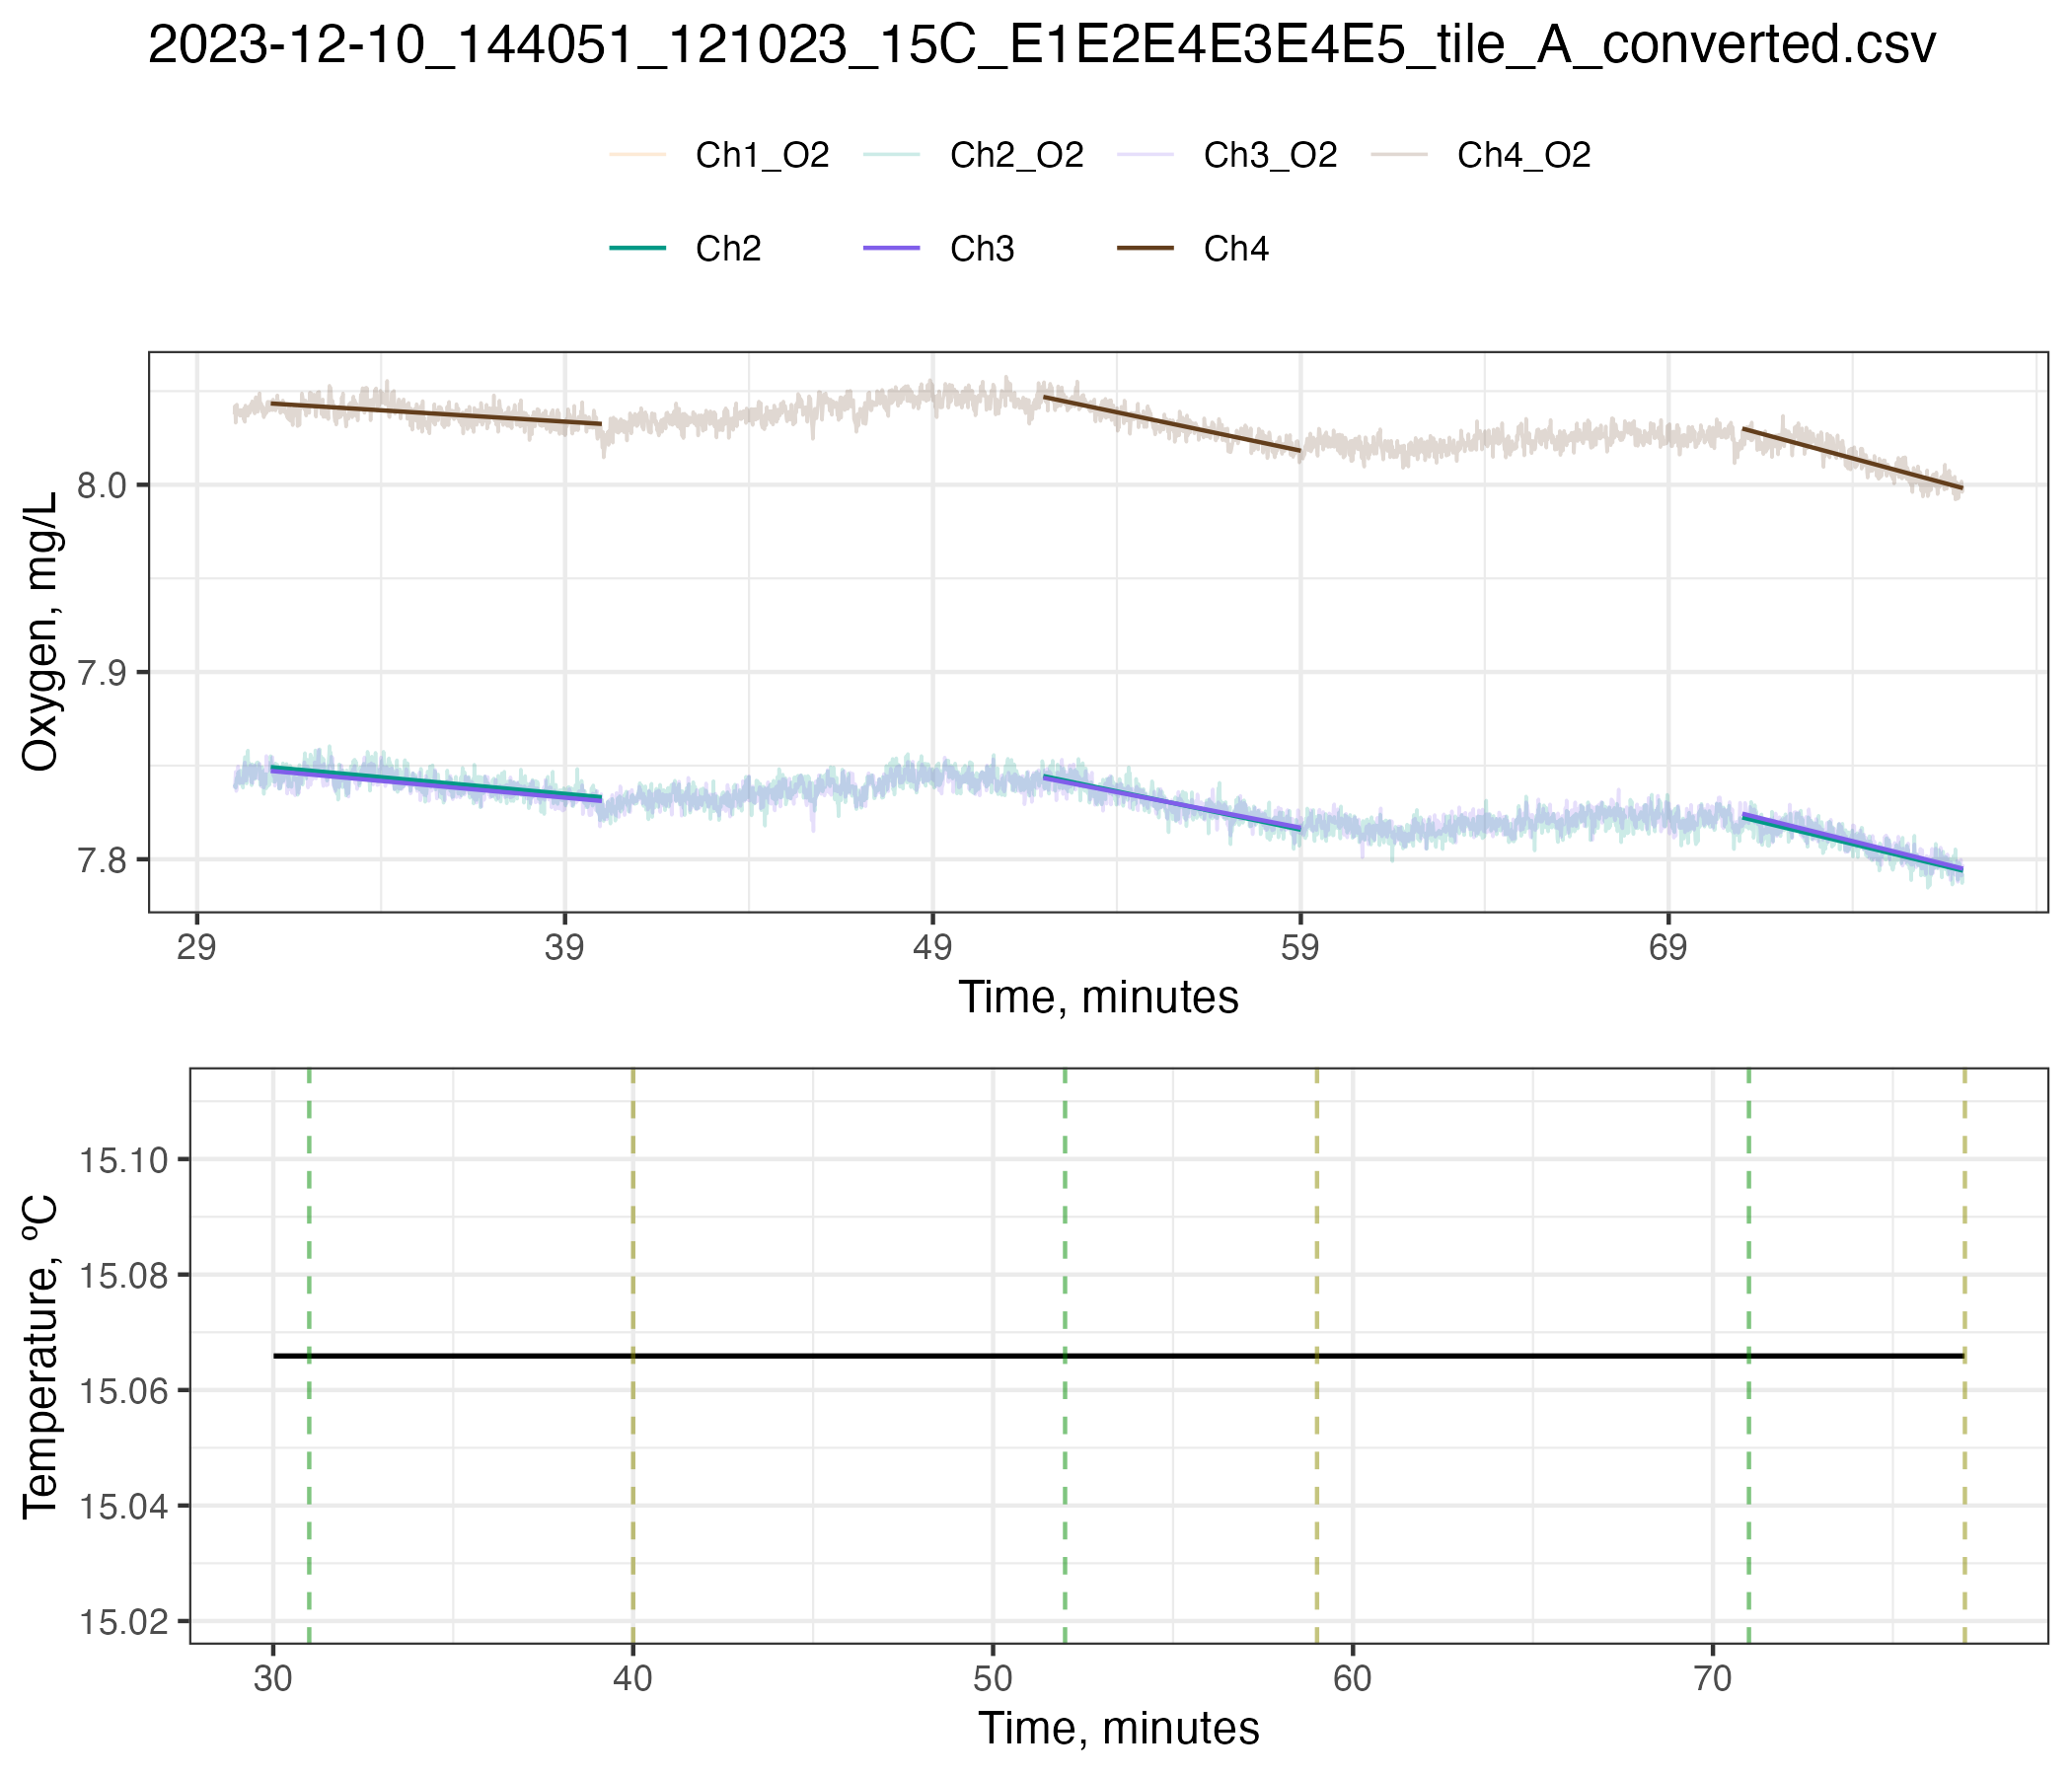 2023-12-10_144051_121023_15C_E1E2E4E3E4E5_tile_A_converted.csv
Ch1_O2 Ch2_O2 Ch3_O2 Ch4_O2
Ch2 Ch3 Ch4
Oxygen, mg/L
8.0
7.9
7.8
29 39 49 59 69
Time, minutes
Temperature, ºC
15.10
15.08
15.06
15.04
15.02
30 40 50 60 70
Time, minutes